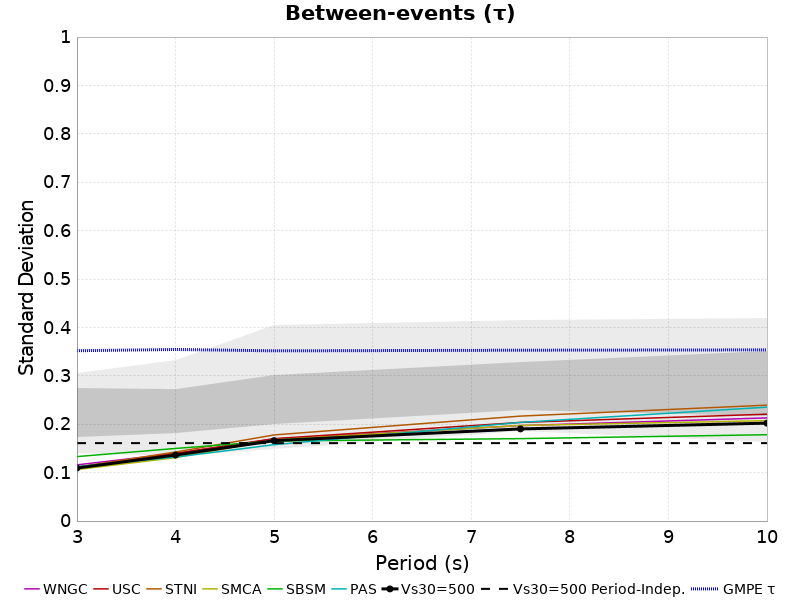 Between-events (τ)
Standard Deviation
1
0.9
0.8
0.7
0.6
0.5
0.4
0.3
0.2
0.1
0
3 4 5 6 7 8 9 10
Period (s)
WNGC USC STNI SMCA SBSM PAS Vs30=500 Vs30=500 Period-Indep. GMPE τ